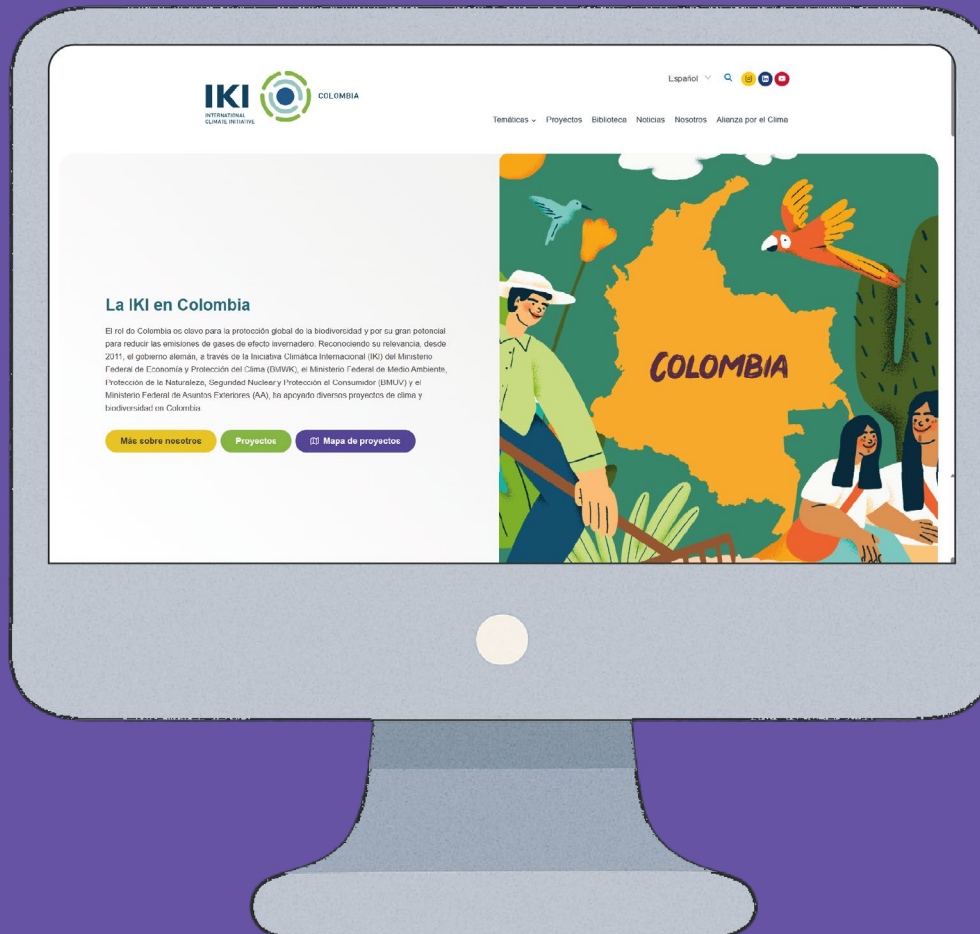 IKI
INTERNATIONAL
CLIMATE INITIATIVE
COLOMBIA
Español
Temáticas Proyectos Biblioteca Noticias Nosotros Alianza por el Clima
La IKI en Colombia
El rol de Colombia es clave para la protección global de la biodiversidad y por su gran potencial
para reducir las emisiones de gases de efecto invernadero. Reconociendo su relevancia, desde
2011, el gobierno alemán, a través de la Iniciativa Climática Internacional (IKI) del Ministerio
Federal de Economía y Protección del Clima (BMWK), el Ministerio Federal de Medio Ambiente,
Protección de la Naturaleza, Seguridad Nuclear y Protección al Consumidor (BMUV) y el
Ministerio Federal de Asuntos Exteriores (AA), ha apoyado diversos proyectos de clima y
biodiversidad en Colombia
Más sobre nosotros Proyectos Mapa de proyectos
COLOMBIA